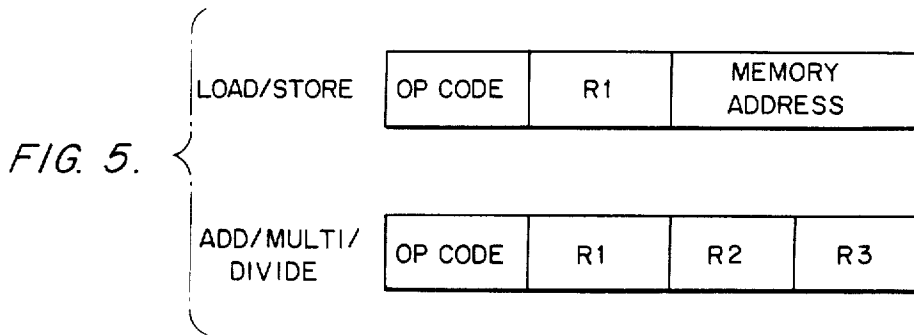 FIG. 5.
LOAD/STORE
OP CODE
R1
MEMORY
ADDRESS
ADD/MULTI/
DIVIDE
OP CODE
R1
R2
R3